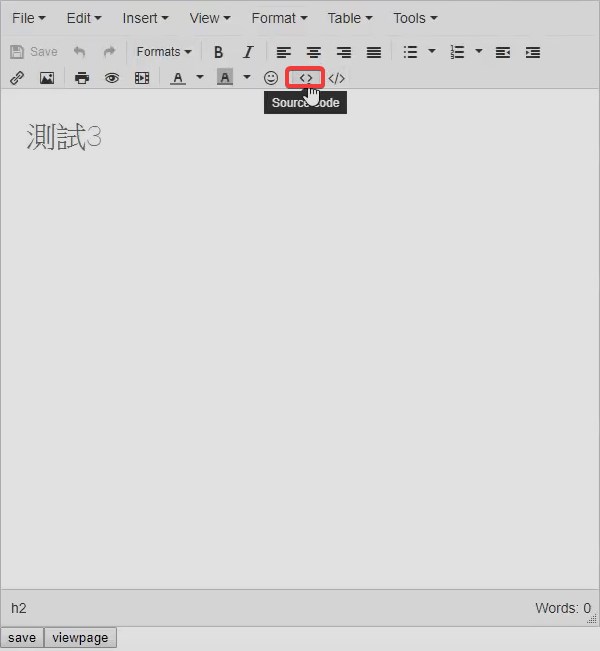 File Edit Insert View Format Table Tools
Save Formats B I
A A
Source code
測試3
h2 Words: 0
save viewpage